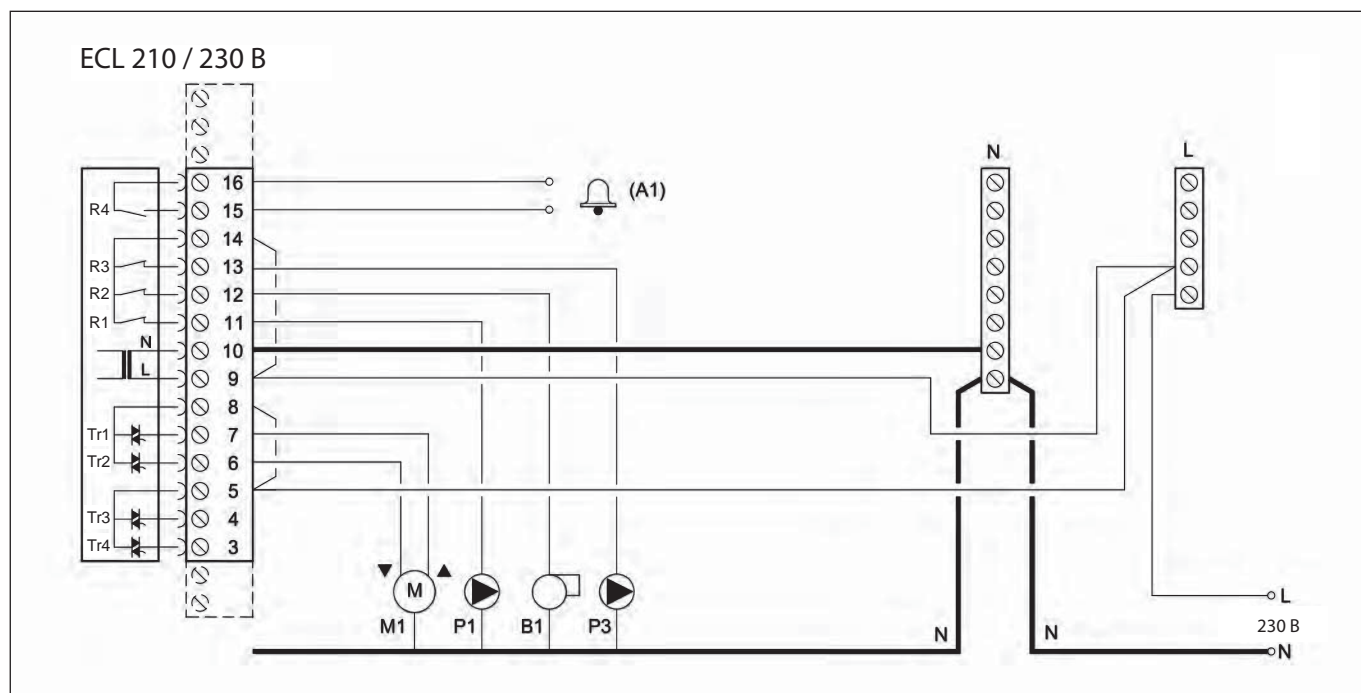 ECL 210 / 230 B
N L
16 (A1)
R4 15
14
R3 13
R2 12
R1 11
N 10
L 9
8
Tr1 7
Tr2 6
5
Tr3 4
Tr4 3
M
M1 P1 B1 P3
L
230 B
N N N